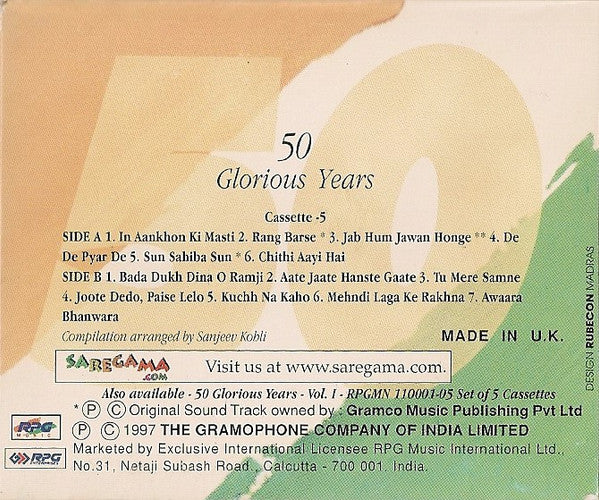 50
Glorious Years
Cassette -5
SIDE A 1. In Aankhon Ki Masti 2. Rang Barse * 3. Jab Hum Jawan Honge ** 4. De
De Pyar De 5. Sun Sahiba Sun * 6. Chithi Aayi Hai
SIDE B 1. Bada Dukh Dina O Ramji 2. Aate Jaate Hanste Gaate 3. Tu Mere Samne
4. Joote Dedo, Paise Lelo 5. Kuchh Na Kaho 6. Mehndi Laga Ke Rakhna 7. Awaara
Bhanwara
Compilation arranged by Sanjeev Kohli
MADE IN U.K.
SAREGAMA.COM Visit us at www.saregama.com.
Also available - 50 Glorious Years - Vol. I - RPGMN 110001-05 Set of 5 Cassettes
* Ⓟ Ⓒ Original Sound Track owned by : Gramco Music Publishing Pvt Ltd
Ⓟ Ⓒ 1997 THE GRAMOPHONE COMPANY OF INDIA LIMITED
Marketed by Exclusive International Licensee RPG Music International Ltd.,
No.31, Netaji Subash Road, Calcutta - 700 001. India.
RPG
MUSIC
RPG
ENTERPRISES
DESIGN RUBECON MADRAS